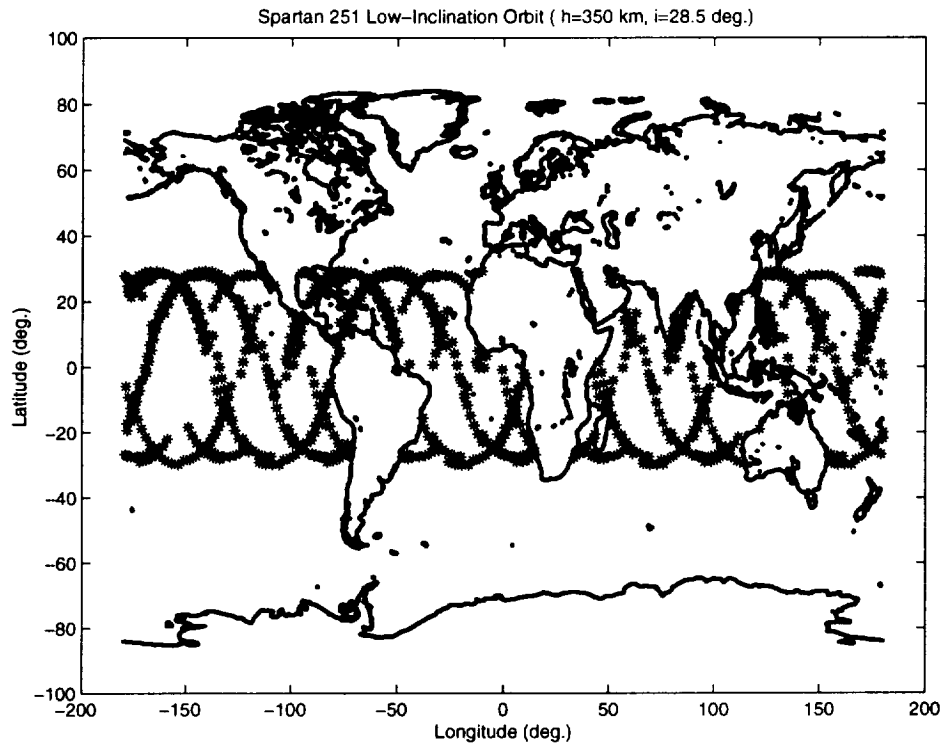 Spartan 251 Low–Inclination Orbit ( h=350 km, i=28.5 deg.)
100
80
60
40
20
0
−20
−40
−60
−80
−100
Latitude (deg.)
−200 −150 −100 −50 0 50 100 150 200
Longitude (deg.)